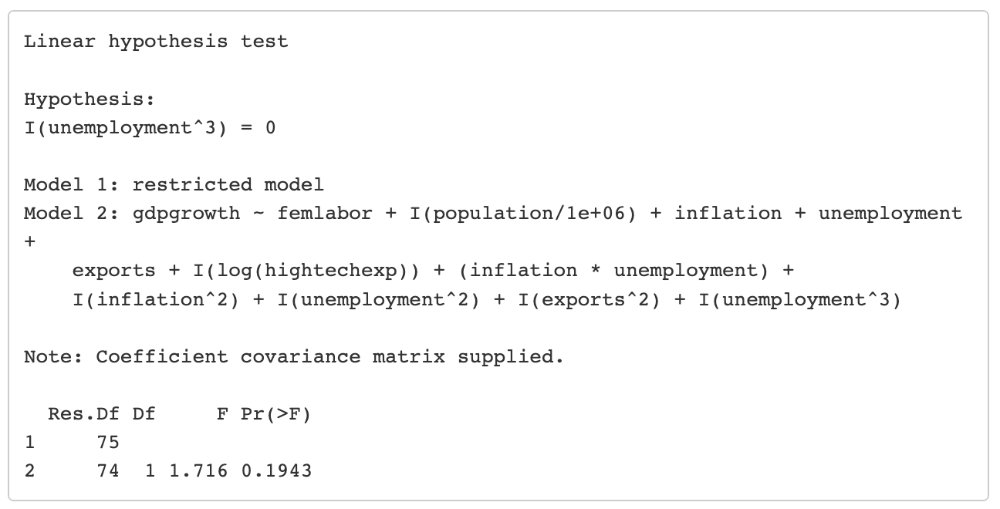 Linear hypothesis test

Hypothesis:
I(unemployment^3) = 0

Model 1: restricted model
Model 2: gdpgrowth ~ femlabor + I(population/1e+06) + inflation + unemployment
+
    exports + I(log(hightechexp)) + (inflation * unemployment) +
    I(inflation^2) + I(unemployment^2) + I(exports^2) + I(unemployment^3)

Note: Coefficient covariance matrix supplied.

  Res.Df Df     F Pr(>F)
1     75
2     74  1 1.716 0.1943